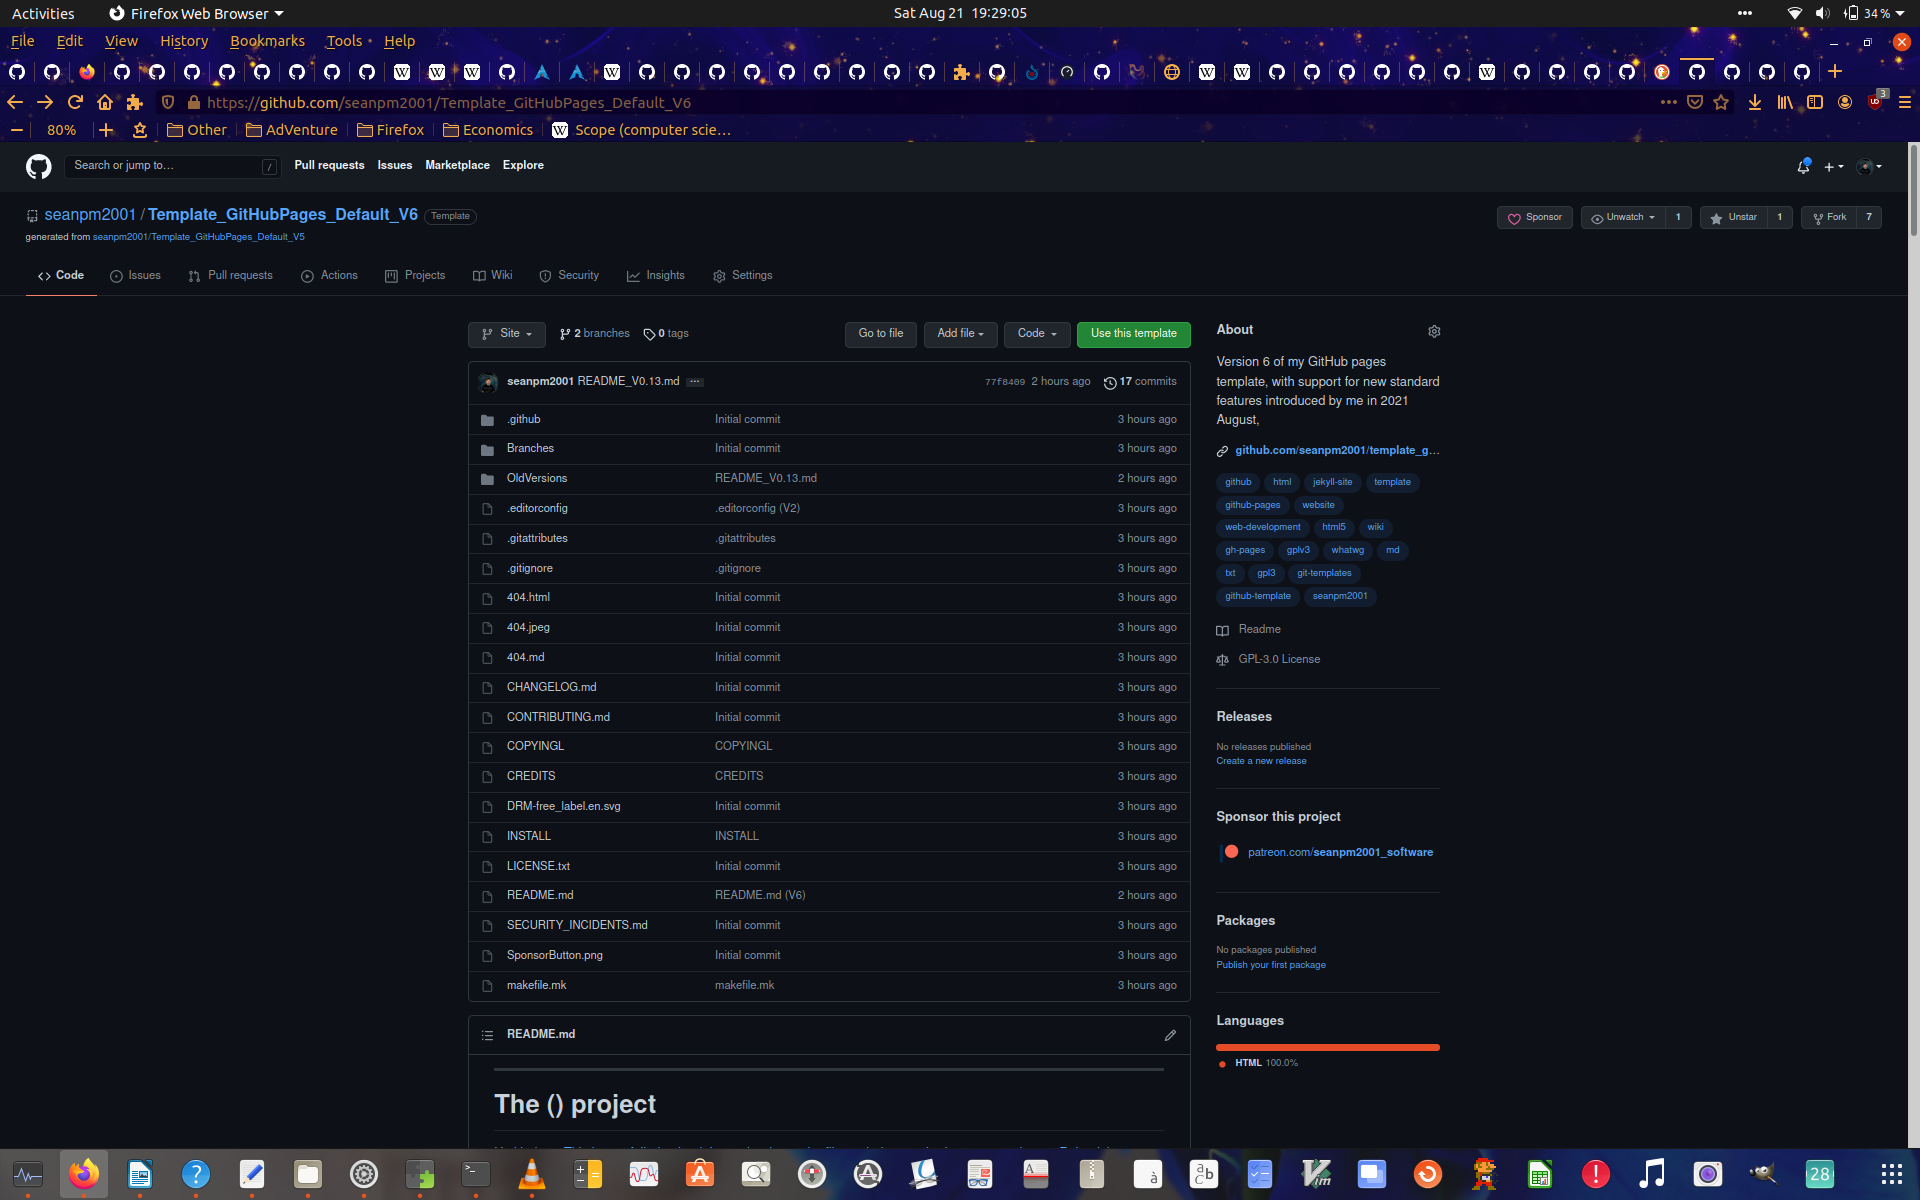 Activities Firefox Web Browser Sat Aug 21 19:29:05 34 %
File Edit View History Bookmarks Tools Help
https://github.com/seanpm2001/Template_GitHubPages_Default_V6
80% Other AdVenture Firefox Economics Scope (computer scie…
Search or jump to… / Pull requests Issues Marketplace Explore
seanpm2001 / Template_GitHubPages_Default_V6 Template
Sponsor Unwatch 1 Unstar 1 Fork 7
generated from seanpm2001/Template_GitHubPages_Default_V5
Code Issues Pull requests Actions Projects Wiki Security Insights Settings
Site 2 branches 0 tags Go to file Add file Code Use this template
seanpm2001 README_V0.13.md ... 77f8409 2 hours ago 17 commits
.github Initial commit 3 hours ago
Branches Initial commit 3 hours ago
OldVersions README_V0.13.md 2 hours ago
.editorconfig .editorconfig (V2) 3 hours ago
.gitattributes .gitattributes 3 hours ago
.gitignore .gitignore 3 hours ago
404.html Initial commit 3 hours ago
404.jpeg Initial commit 3 hours ago
404.md Initial commit 3 hours ago
CHANGELOG.md Initial commit 3 hours ago
CONTRIBUTING.md Initial commit 3 hours ago
COPYINGL COPYINGL 3 hours ago
CREDITS CREDITS 3 hours ago
DRM-free_label.en.svg Initial commit 3 hours ago
INSTALL INSTALL 3 hours ago
LICENSE.txt Initial commit 3 hours ago
README.md README.md (V6) 2 hours ago
SECURITY_INCIDENTS.md Initial commit 3 hours ago
SponsorButton.png Initial commit 3 hours ago
makefile.mk makefile.mk 3 hours ago
README.md
The () project
About
Version 6 of my GitHub pages
template, with support for new standard
features introduced by me in 2021
August,
github.com/seanpm2001/template_g…
github html jekyll-site template
github-pages website
web-development html5 wiki
gh-pages gplv3 whatwg md
txt gpl3 git-templates
github-template seanpm2001
Readme
GPL-3.0 License
Releases
No releases published
Create a new release
Sponsor this project
patreon.com/seanpm2001_software
Packages
No packages published
Publish your first package
Languages
HTML 100.0%
28